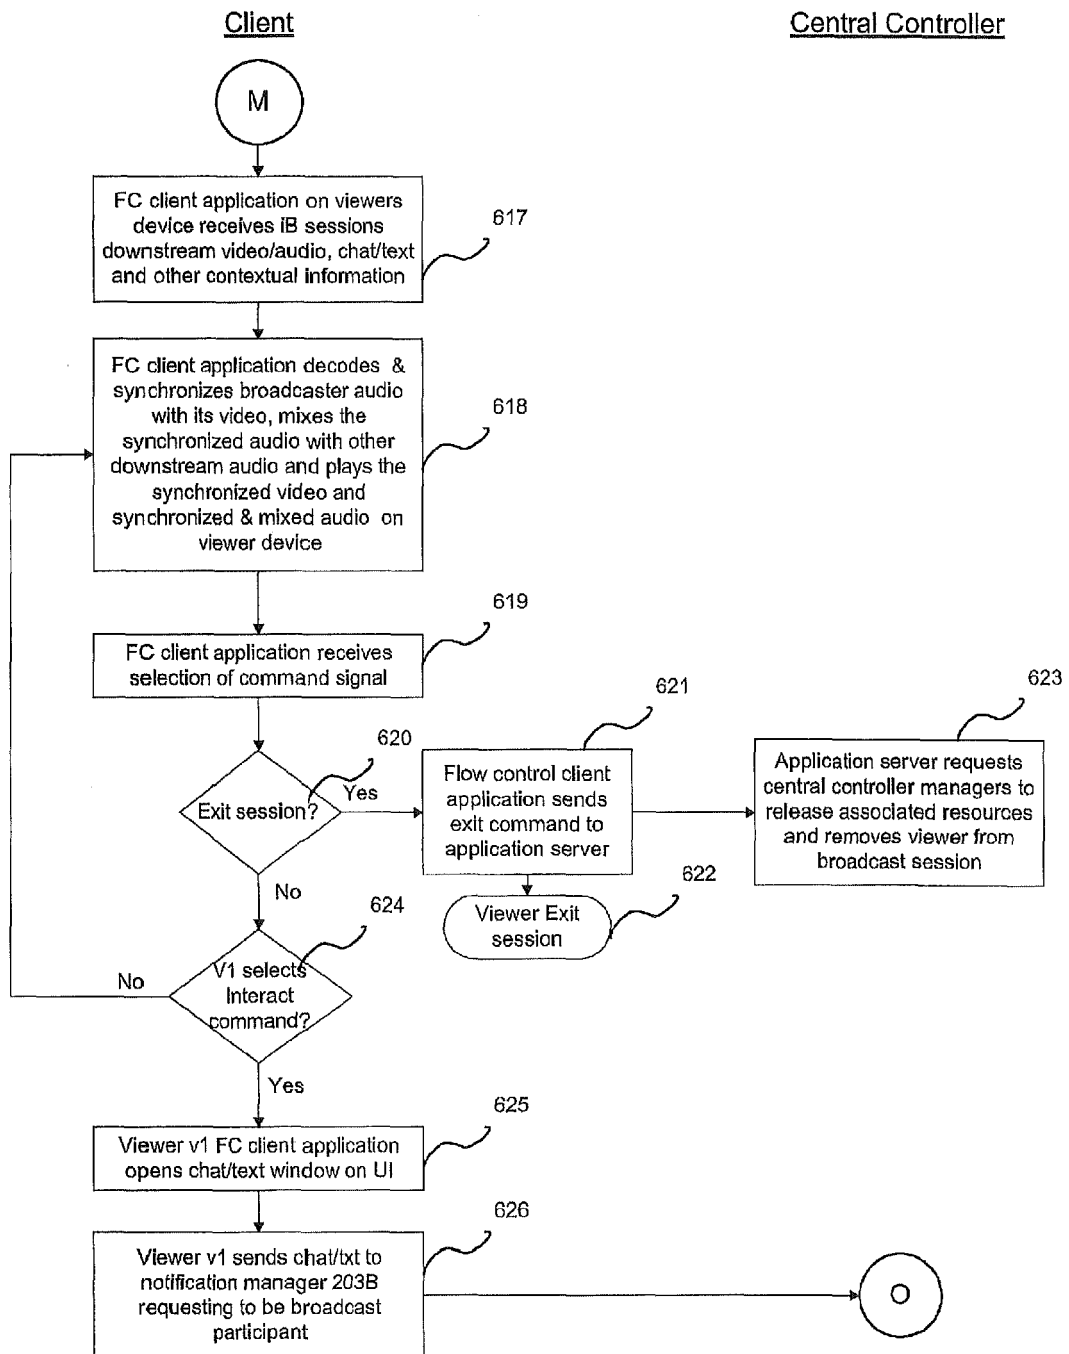 Client
Central Controller
M
FC client application on viewers
device receives iB sessions
downstream video/audio, chat/text
and other contextual information
617
FC client application decodes &
synchronizes broadcaster audio
with its video, mixes the
synchronized audio with other
downstream audio and plays the
synchronized video and
synchronized & mixed audio on
viewer device
618
FC client application receives
selection of command signal
619
Exit session?
620
Yes
Flow control client
application sends
exit command to
application server
621
Application server requests
central controller managers to
release associated resources
and removes viewer from
broadcast session
623
Viewer Exit
session
622
No
V1 selects
Interact
command?
624
No
Yes
Viewer v1 FC client application
opens chat/text window on UI
625
Viewer v1 sends chat/txt to
notification manager 203B
requesting to be broadcast
participant
626
O